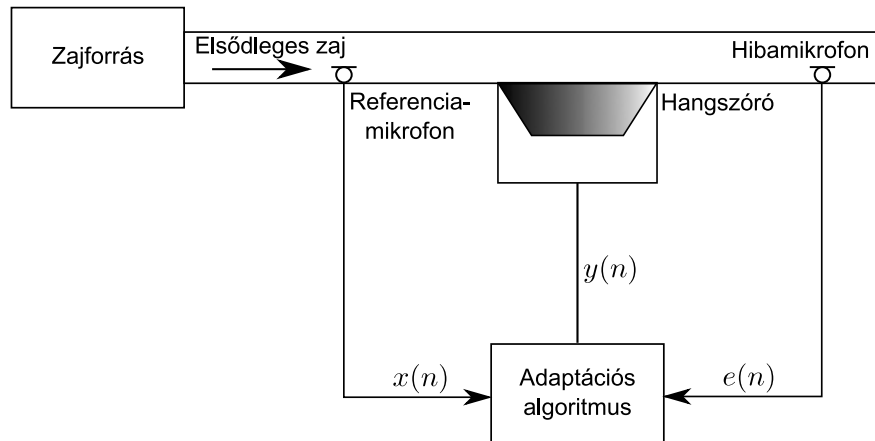 Zajforrás
Elsődleges zaj
Hibamikrofon
Referencia-
mikrofon
Hangszóró
y(n)
x(n)
Adaptációs
algoritmus
e(n)